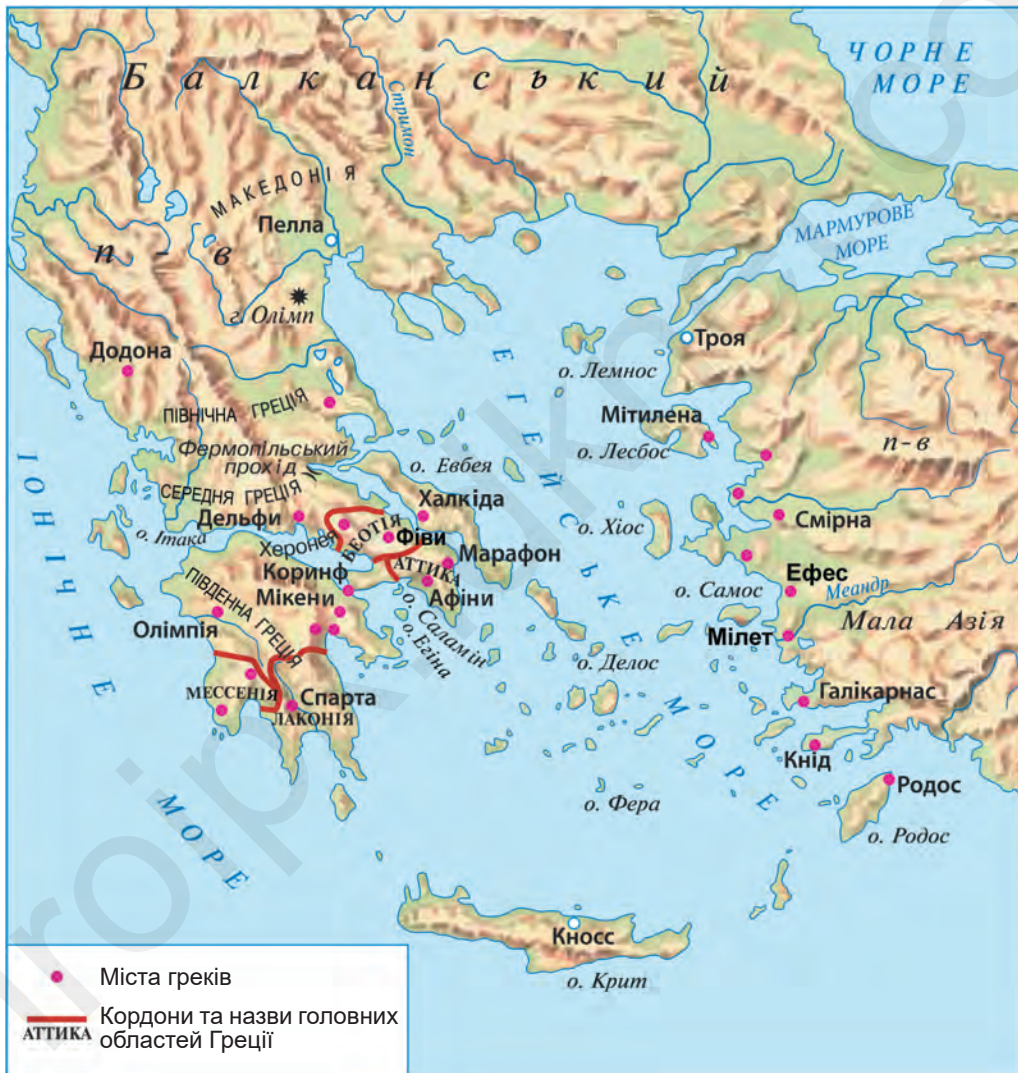 ЧОРНЕ
МОРЕ
Балканський
Стримон
МАКЕДОНІЯ
Пелла
п-в
МАРМУРОВЕ
МОРЕ
г. Олімп
Троя
Додона
о. Лемнос
ПІВНІЧНА ГРЕЦІЯ
Мітилена
Фермопільський
прохід
о. Евбея
о. Лесбос
п-в
СЕРЕДНЯ ГРЕЦІЯ
Халкіда
Дельфи
о. Хіос
Смірна
о. Ітака
Херонея
БЕОТІЯ
Фіви
Марафон
Коринф
АТТИКА
Афіни
Ефес
Меандр
о. Самос
ПІВДЕННА ГРЕЦІЯ
Мікени
о. Саламін
о. Егіна
Олімпія
Мілет
Мала Азія
о. Делос
МЕССЕНІЯ
Спарта
ЛАКОНІЯ
Галікарнас
Кнід
Родос
о. Фера
о. Родос
ІОНІЧНЕ
МОРЕ
ЕГЕЙСЬКЕ
МОРЕ
Кносс
о. Крит
Міста греків
АТТИКА
Кордони та назви головних
областей Греції